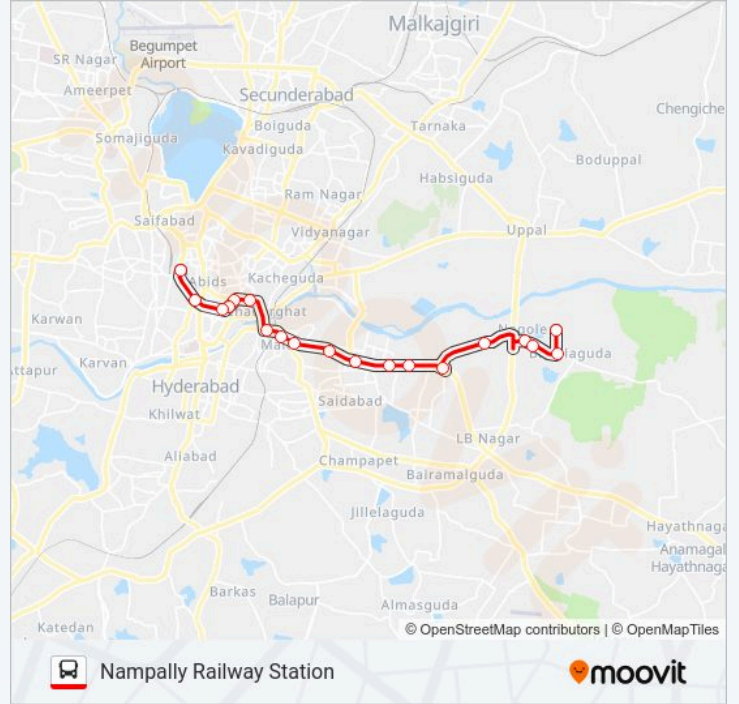 Malkajgiri
Begumpet
Airport
SR Nagar
Ameerpet
Secunderabad
Chengiche
Boiguda
Tarnaka
Somajiguda
Kavadiguda
Boduppal
Habsiguda
Ram Nagar
Saifabad
Vidyanagar
Uppal
Abids
Kacheguda
Karwan
Nagole
Karvan
ttapur
Hyderabad
Saidabad
Khilwat
LB Nagar
Aliabad
Champapet
Bairamalguda
Jillelaguda
Hayathnaga
Anamagal
Hayathnaga
Barkas
Balapur
Almasguda
Katedan
© OpenStreetMap contributors | © OpenMapTiles
Nampally Railway Station
moovit